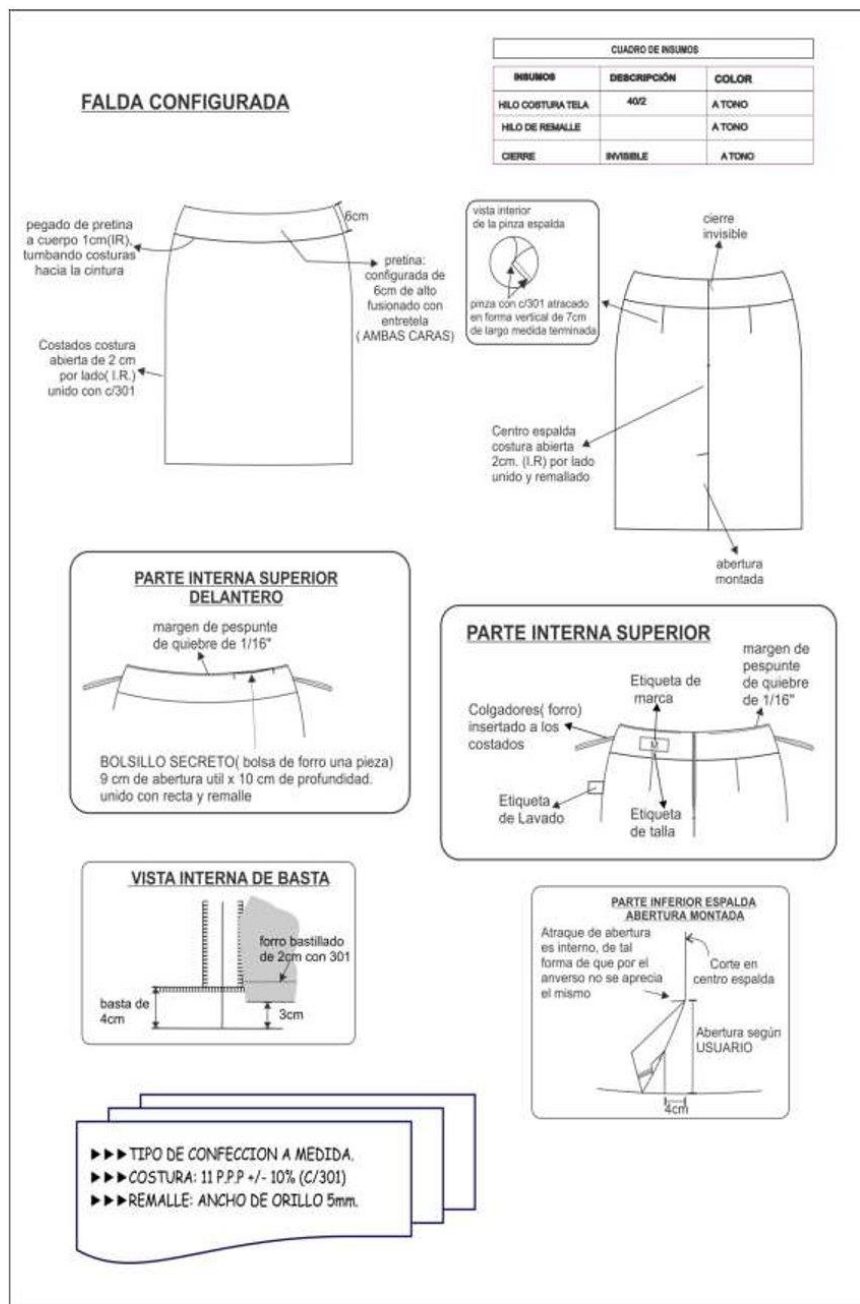 FALDA CONFIGURADA
CUADRO DE INSUMOS
INSUMOS DESCRIPCIÓN COLOR
HILO COSTURA TELA 40/2 A TONO
HILO DE REMALLE A TONO
CIERRE INVISIBLE A TONO
pegado de pretina
a cuerpo 1cm(IR),
tumbando costuras
hacia la cintura
6cm
pretina:
configurada de
6cm de alto
fusionado con
entretela
( AMBAS CARAS)
Costados costura
abierta de 2 cm
por lado( I.R.)
unido con c/301
vista interior
de la pinza espalda
pinza con c/301 atracado
en forma vertical de 7cm
de largo medida terminada
cierre
invisible
Centro espalda
costura abierta
2cm. (I.R) por lado
unido y remallado
abertura
montada
PARTE INTERNA SUPERIOR
DELANTERO
margen de pespunte
de quiebre de 1/16"
BOLSILLO SECRETO( bolsa de forro una pieza)
9 cm de abertura util x 10 cm de profundidad.
unido con recta y remalle
PARTE INTERNA SUPERIOR
margen de
pespunte
de quiebre
de 1/16"
Etiqueta de
marca
Colgadores( forro)
insertado a los
costados
M
Etiqueta
de Lavado
Etiqueta
de talla
VISTA INTERNA DE BASTA
forro bastillado
de 2cm con 301
basta de
4cm
3cm
PARTE INFERIOR ESPALDA
ABERTURA MONTADA
Atraque de abertura
es interno, de tal
forma de que por el
anverso no se aprecia
el mismo
Corte en
centro espalda
Abertura según
USUARIO
4cm
►►►TIPO DE CONFECCION A MEDIDA.
►►►COSTURA: 11 P.P.P +/- 10% (C/301)
►►►REMALLE: ANCHO DE ORILLO 5mm.